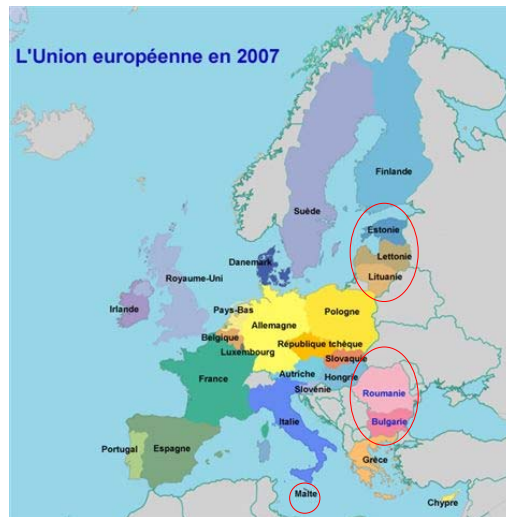 L'Union européenne en 2007
Finlande
Suède
Estonie
Lettonie
Danemark
Lituanie
Royaume-Uni
Irlande
Pays-Bas
Pologne
Allemagne
Belgique
République tchèque
Luxembourg
Slovaquie
Autriche
Hongrie
France
Slovénie
Roumanie
Italie
Bulgarie
Portugal
Espagne
Grèce
Malte
Chypre